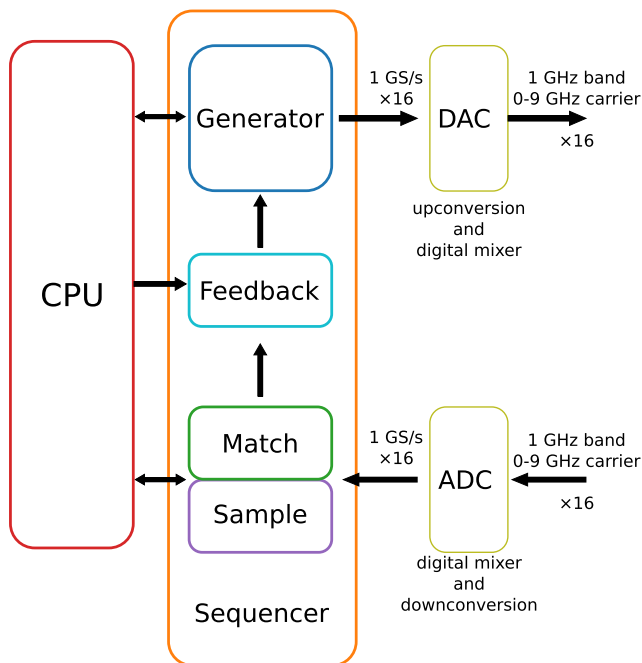 CPU
Generator
1 GS/s
×16
DAC
1 GHz band
0-9 GHz carrier
×16
upconversion
and
digital mixer
Feedback
Match
Sample
Sequencer
1 GS/s
×16
ADC
1 GHz band
0-9 GHz carrier
×16
digital mixer
and
downconversion